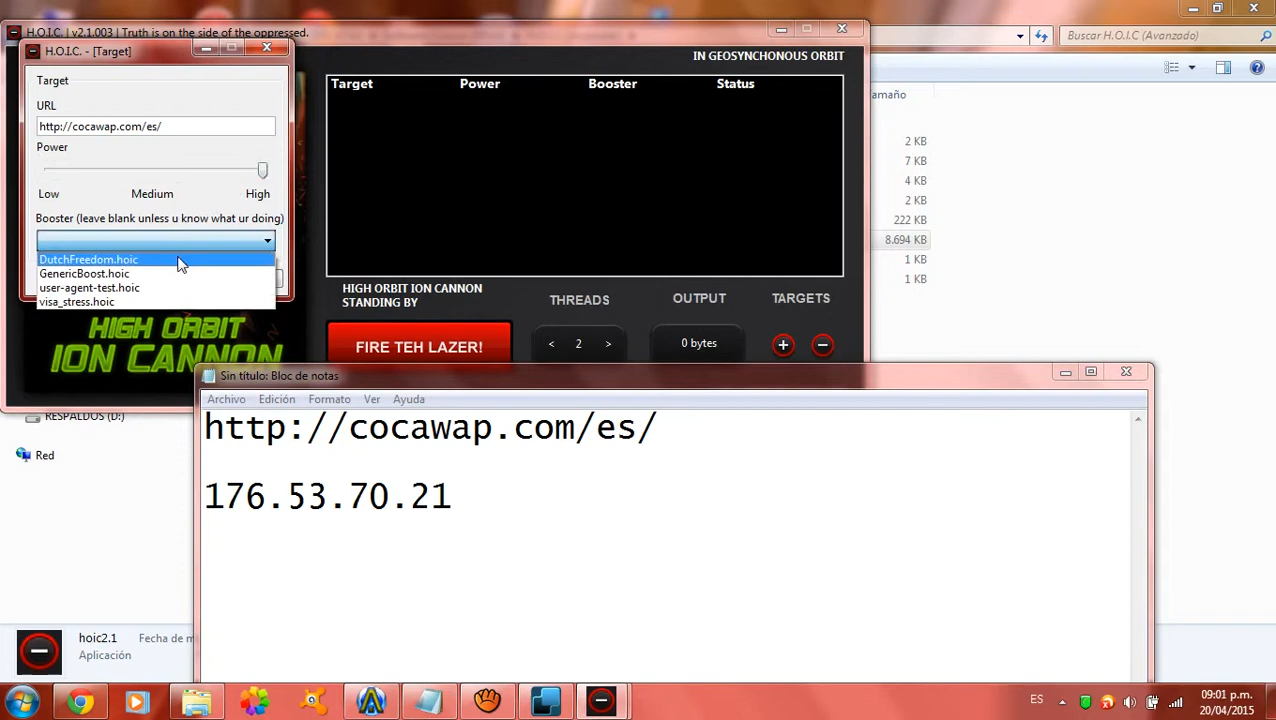 H.O.I.C. | v2.1.003 | Truth is on the side of the oppressed.
H.O.I.C. - [Target]
Target
URL
http://cocawap.com/es/
Power
Low Medium High
Booster (leave blank unless u know what ur doing)
DutchFreedom.hoic
GenericBoost.hoic
user-agent-test.hoic
visa_stress.hoic
HIGH ORBIT
ION CANNON
IN GEOSYNCHONOUS ORBIT
Target Power Booster Status
HIGH ORBIT ION CANNON
STANDING BY
THREADS
OUTPUT
TARGETS
FIRE TEH LAZER!
< 2 >
0 bytes
+ −
Buscar H.O.I.C (Avanzado)
amaño
2 KB
7 KB
4 KB
2 KB
222 KB
8.694 KB
1 KB
1 KB
RESPALDOS (D:)
Red
Sin título: Bloc de notas
Archivo Edición Formato Ver Ayuda
http://cocawap.com/es/
176.53.70.21
hoic2.1
Fecha de m
Aplicación
ES
09:01 p.m.
20/04/2015